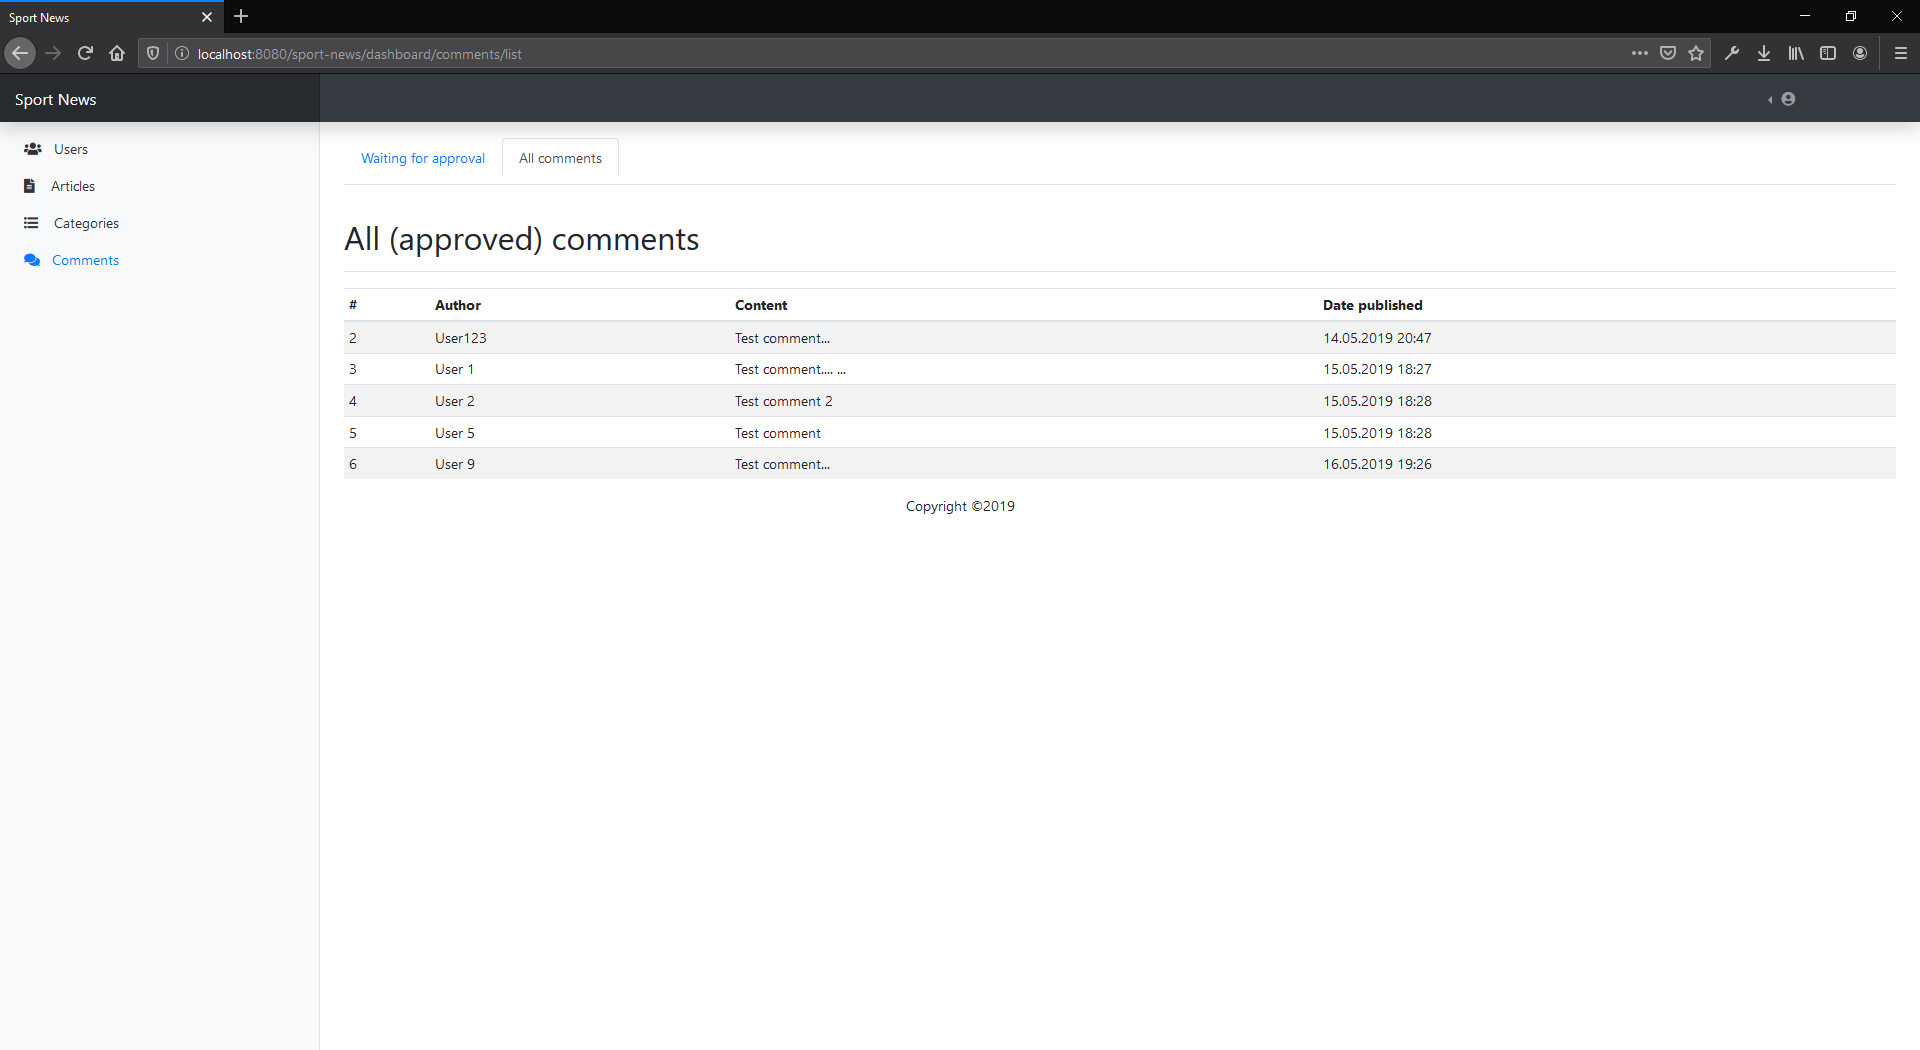 Sport News
localhost:8080/sport-news/dashboard/comments/list
Sport News
Users
Articles
Categories
Comments
Waiting for approval All comments
All (approved) comments
# Author Content Date published
2 User123 Test comment... 14.05.2019 20:47
3 User 1 Test comment.... ... 15.05.2019 18:27
4 User 2 Test comment 2 15.05.2019 18:28
5 User 5 Test comment 15.05.2019 18:28
6 User 9 Test comment... 16.05.2019 19:26
Copyright ©2019